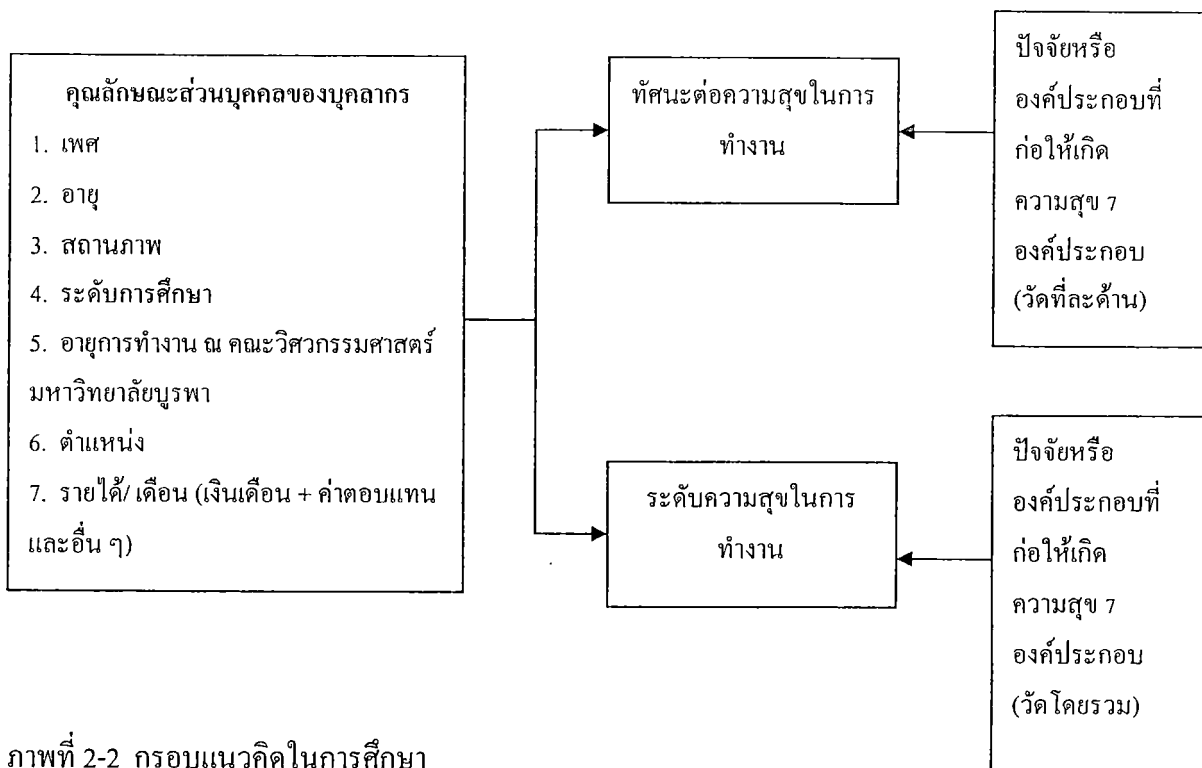 คุณลักษณะส่วนบุคคลของบุคลากร
1. เพศ
2. อายุ
3. สถานภาพ
4. ระดับการศึกษา
5. อายุการทำงาน ณ คณะวิศวกรรมศาสตร์
มหาวิทยาลัยบูรพา
6. ตำแหน่ง
7. รายได้/ เดือน (เงินเดือน + ค่าตอบแทน
และอื่น ๆ)
ทัศนะต่อความสุขในการ
ทำงาน
ระดับความสุขในการ
ทำงาน
ปัจจัยหรือ
องค์ประกอบที่
ก่อให้เกิด
ความสุข 7
องค์ประกอบ
(วัดที่ละด้าน)
ปัจจัยหรือ
องค์ประกอบที่
ก่อให้เกิด
ความสุข 7
องค์ประกอบ
(วัดโดยรวม)
ภาพที่ 2-2 กรอบแนวคิดในการศึกษา